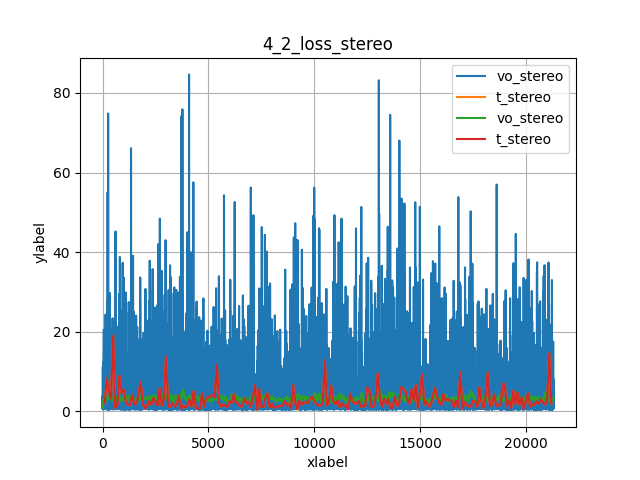 4_2_loss_stereo
vo_stereo
t_stereo
vo_stereo
t_stereo
80
60
40
20
0
ylabel
0 5000 10000 15000 20000
xlabel